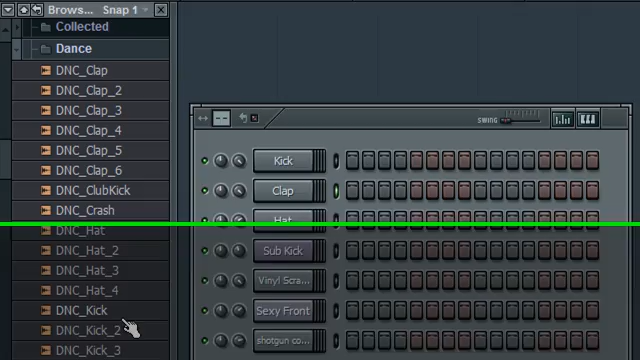 Brows... Snap 1
Collected
Dance
DNC_Clap
DNC_Clap_2
DNC_Clap_3
DNC_Clap_4
DNC_Clap_5
DNC_Clap_6
DNC_ClubKick
DNC_Crash
DNC_Hat
DNC_Hat_2
DNC_Hat_3
DNC_Hat_4
DNC_Kick
DNC_Kick_2
DNC_Kick_3
SWING
Kick
Clap
Hat
Sub Kick
Vinyl Scra...
Sexy Front
shotgun co...